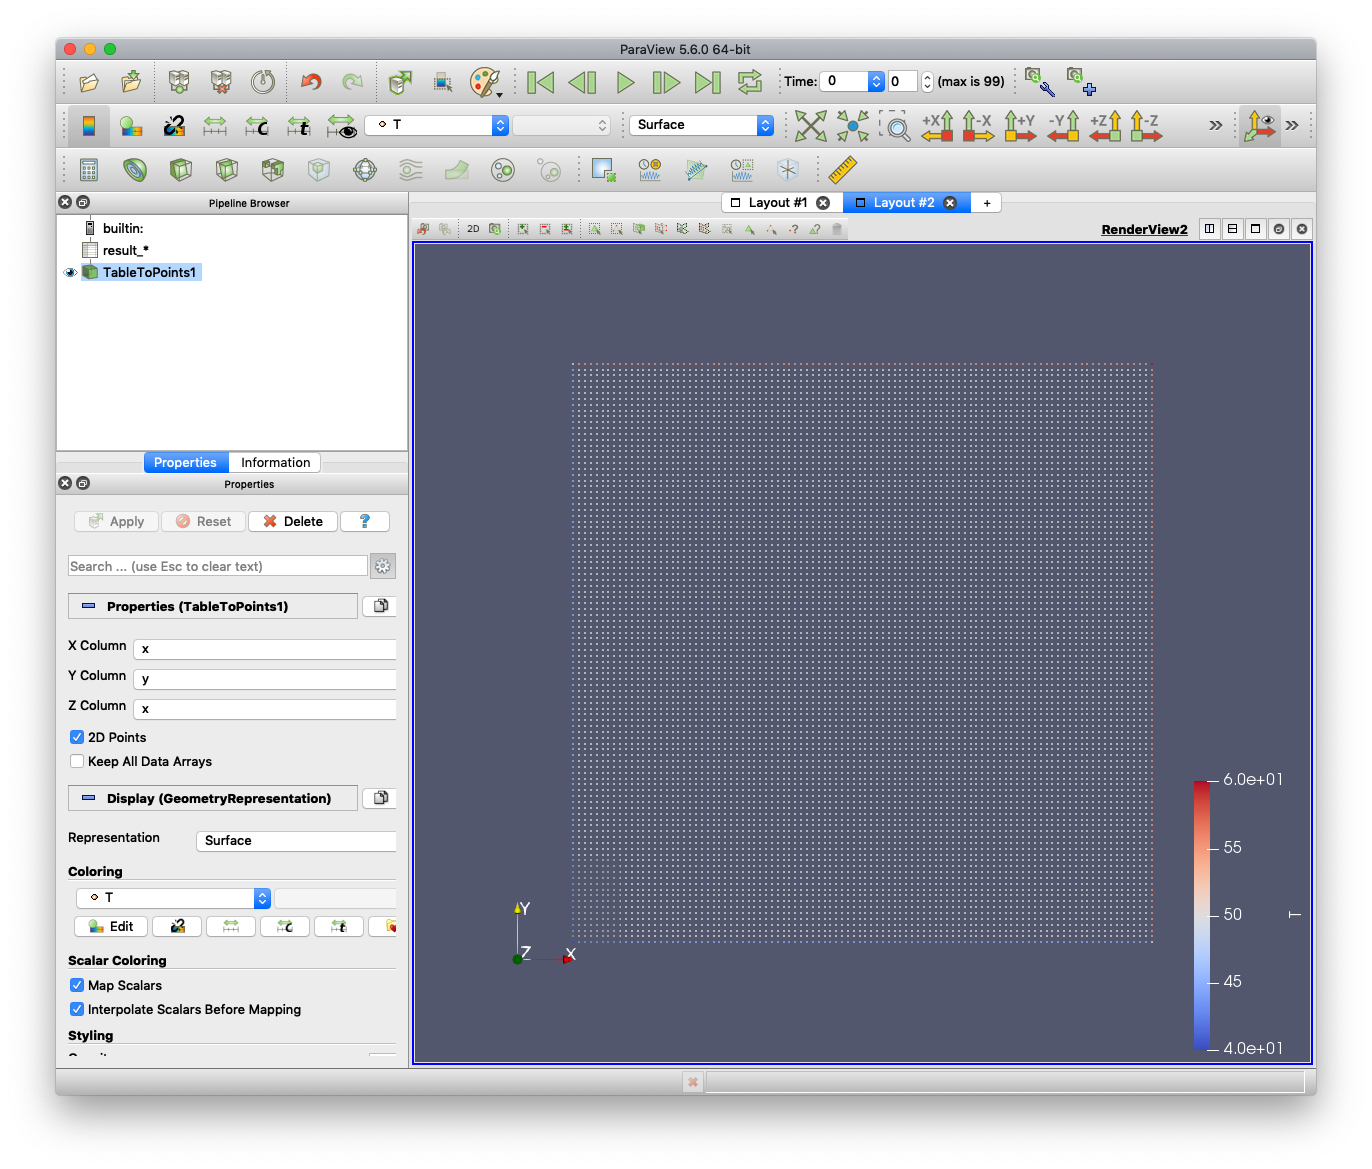 ParaView 5.6.0 64-bit
Time: 0 0 (max is 99)
T Surface +X -X +Y -Y +Z -Z
Pipeline Browser
Layout #1 Layout #2 +
builtin:
result_*
TableToPoints1
2D
RenderView2
Properties Information
Properties
Apply Reset Delete ?
Search ... (use Esc to clear text)
Properties (TableToPoints1)
X Column x
Y Column y
Z Column x
2D Points
Keep All Data Arrays
Display (GeometryRepresentation)
Representation Surface
Coloring
T
Edit
Scalar Coloring
Map Scalars
Interpolate Scalars Before Mapping
Styling
Y
Z
X
6.0e+01
55
50
T
45
4.0e+01